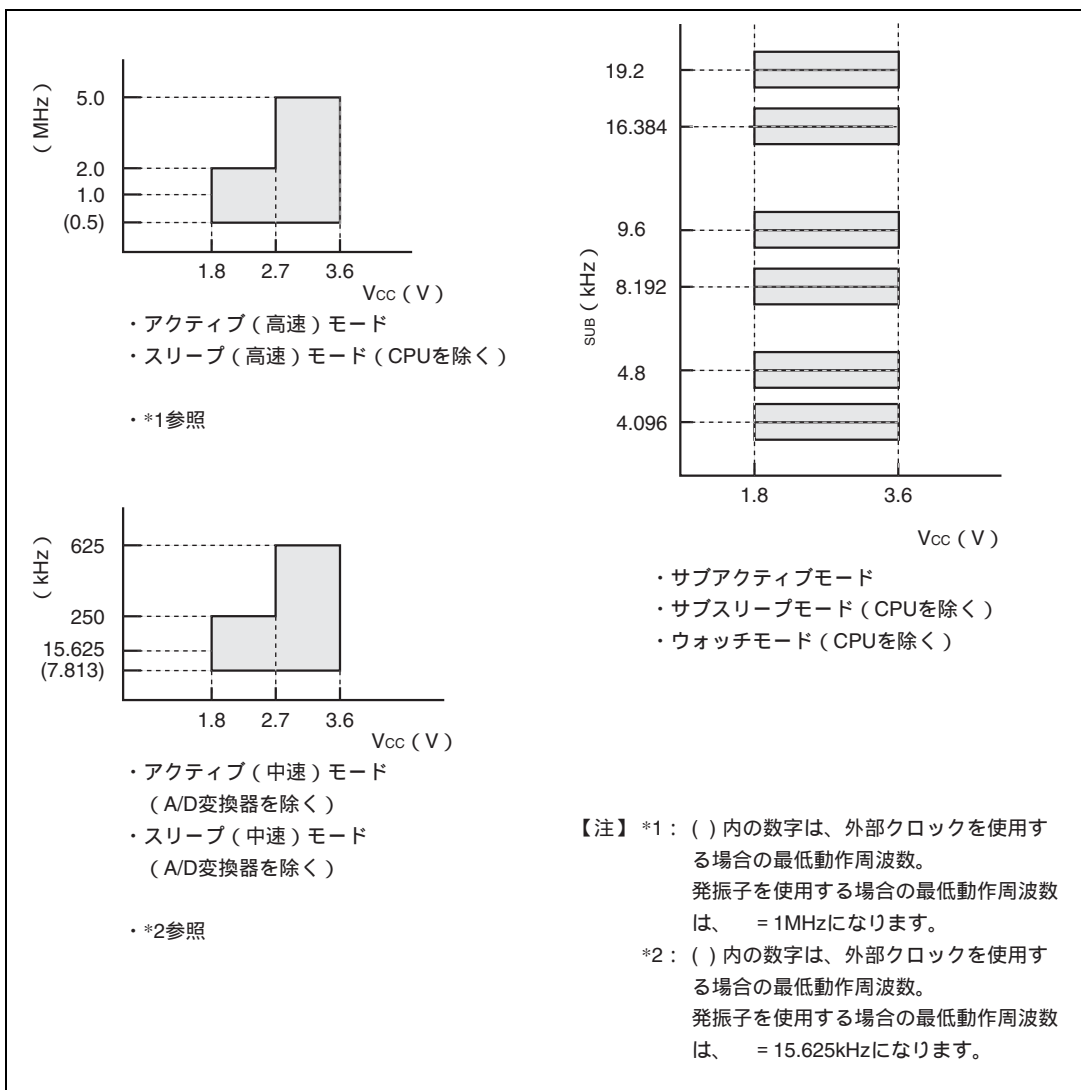 (MHz)
5.0
2.0
1.0
(0.5)
1.8 2.7 3.6
Vcc(V)
・アクティブ(高速)モード
・スリープ(高速)モード(CPUを除く)
・*1参照
(kHz)
625
250
15.625
(7.813)
1.8 2.7 3.6
Vcc(V)
・アクティブ(中速)モード
(A/D変換器を除く)
・スリープ(中速)モード
(A/D変換器を除く)
・*2参照
SUB(kHz)
19.2
16.384
9.6
8.192
4.8
4.096
1.8 3.6
Vcc(V)
・サブアクティブモード
・サブスリープモード(CPUを除く)
・ウォッチモード(CPUを除く)
【注】*1: ( )内の数字は、外部クロックを使用す
る場合の最低動作周波数。
発振子を使用する場合の最低動作周波数
は、 =1MHzになります。
*2: ( )内の数字は、外部クロックを使用す
る場合の最低動作周波数。
発振子を使用する場合の最低動作周波数
は、 =15.625kHzになります。